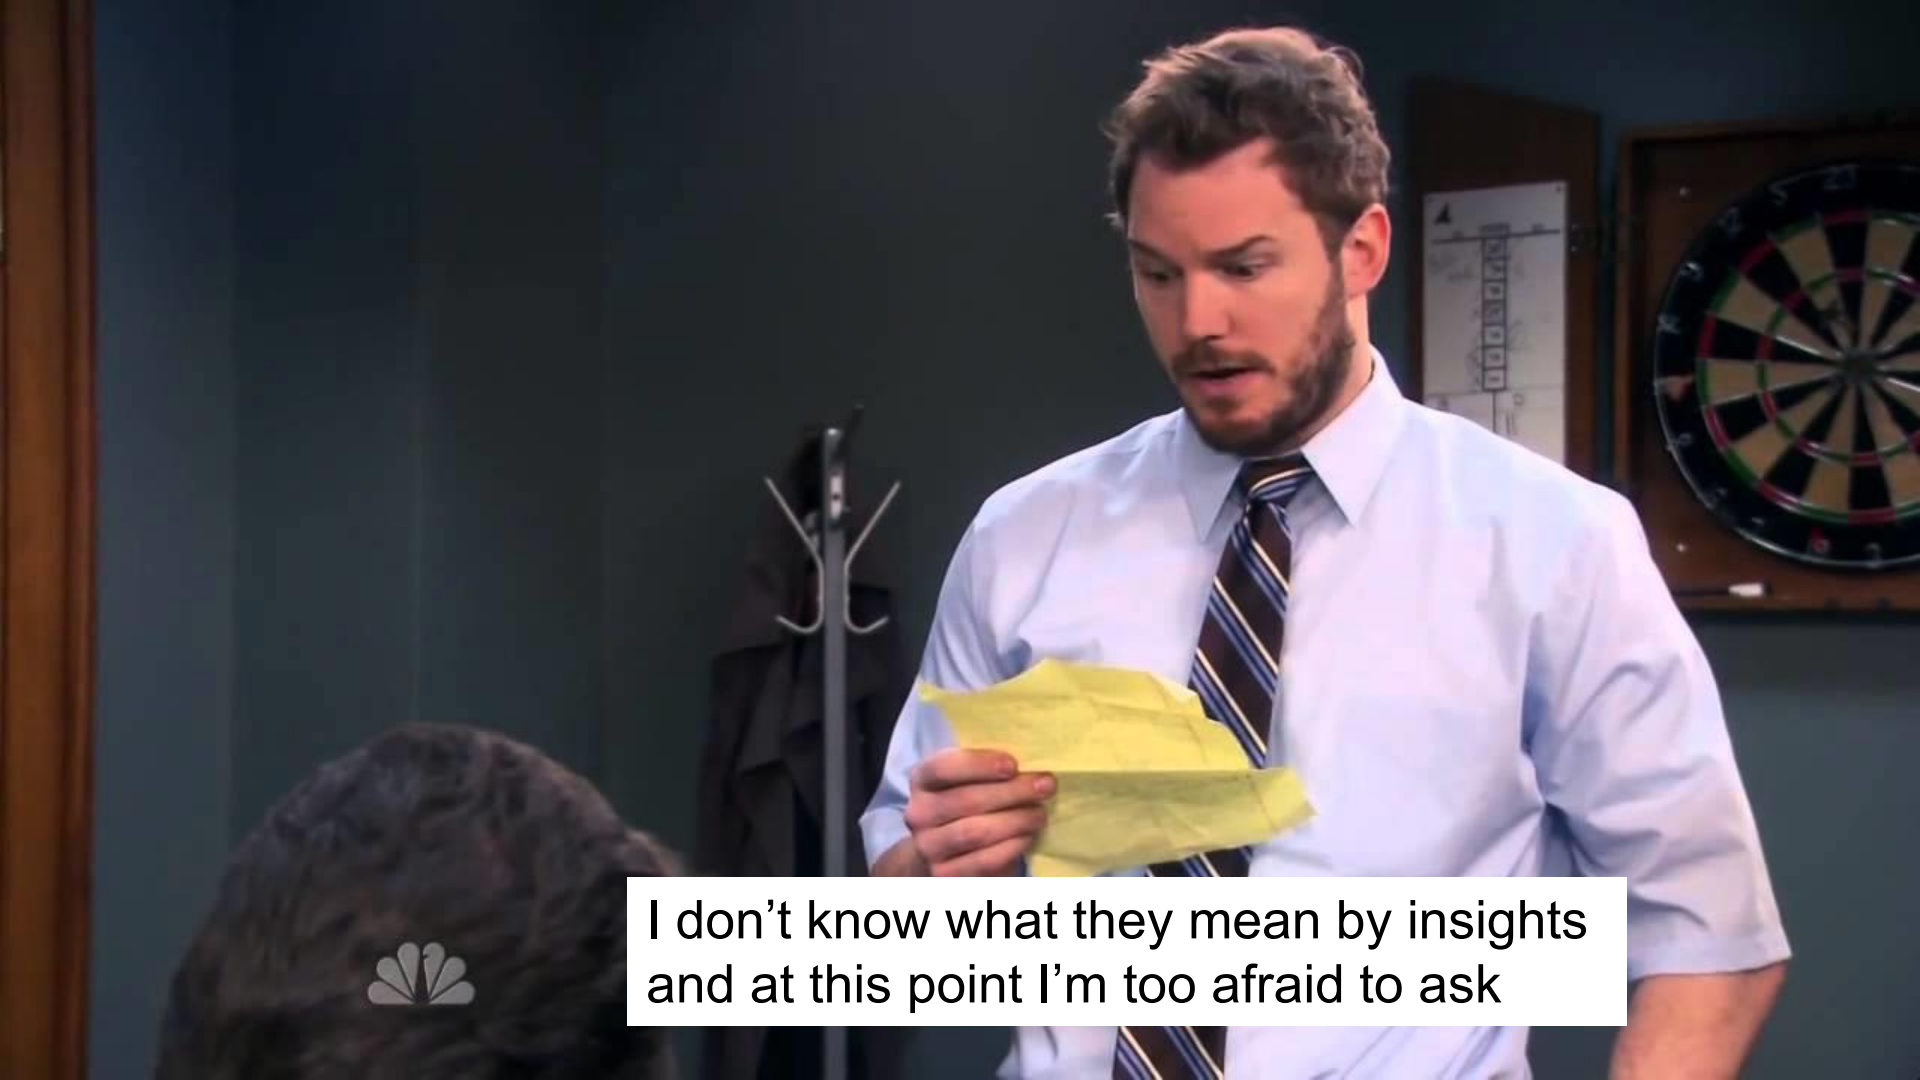 I don’t know what they mean by insights
and at this point I’m too afraid to ask